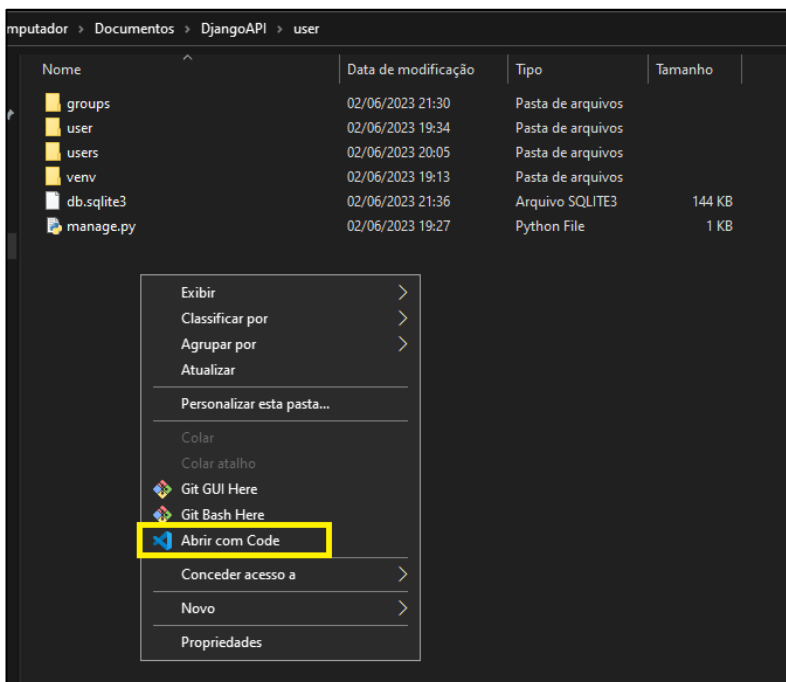 mputador > Documentos > DjangoAPI > user
Nome Data de modificação Tipo Tamanho
groups 02/06/2023 21:30 Pasta de arquivos
user 02/06/2023 19:34 Pasta de arquivos
users 02/06/2023 20:05 Pasta de arquivos
venv 02/06/2023 19:13 Pasta de arquivos
db.sqlite3 02/06/2023 21:36 Arquivo SQLITE3 144 KB
manage.py 02/06/2023 19:27 Python File 1 KB
Exibir
Classificar por
Agrupar por
Atualizar
Personalizar esta pasta...
Colar
Colar atalho
Git GUI Here
Git Bash Here
Abrir com Code
Conceder acesso a
Novo
Propriedades